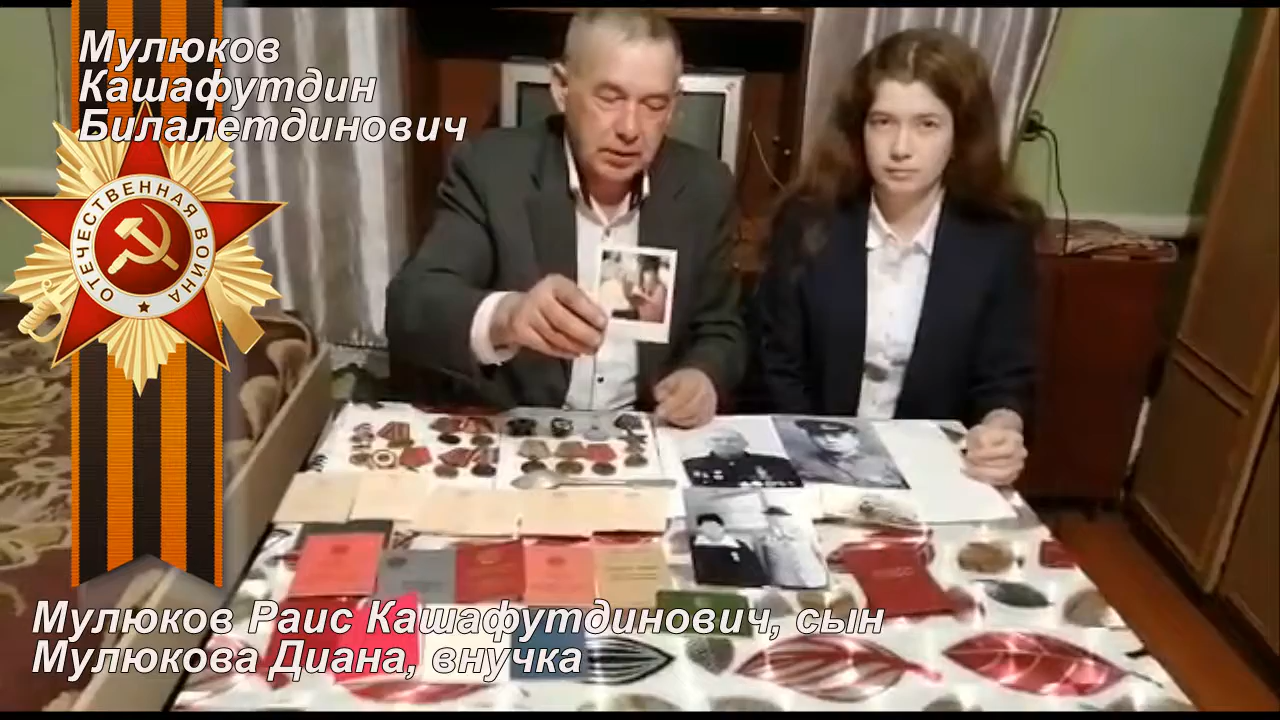 Мулюков
Кашафутдин
Билалетдинович
ОТЕЧЕСТВЕННАЯ ВОЙНА
Мулюков Раис Кашафутдинович, сын
Мулюкова Диана, внучка